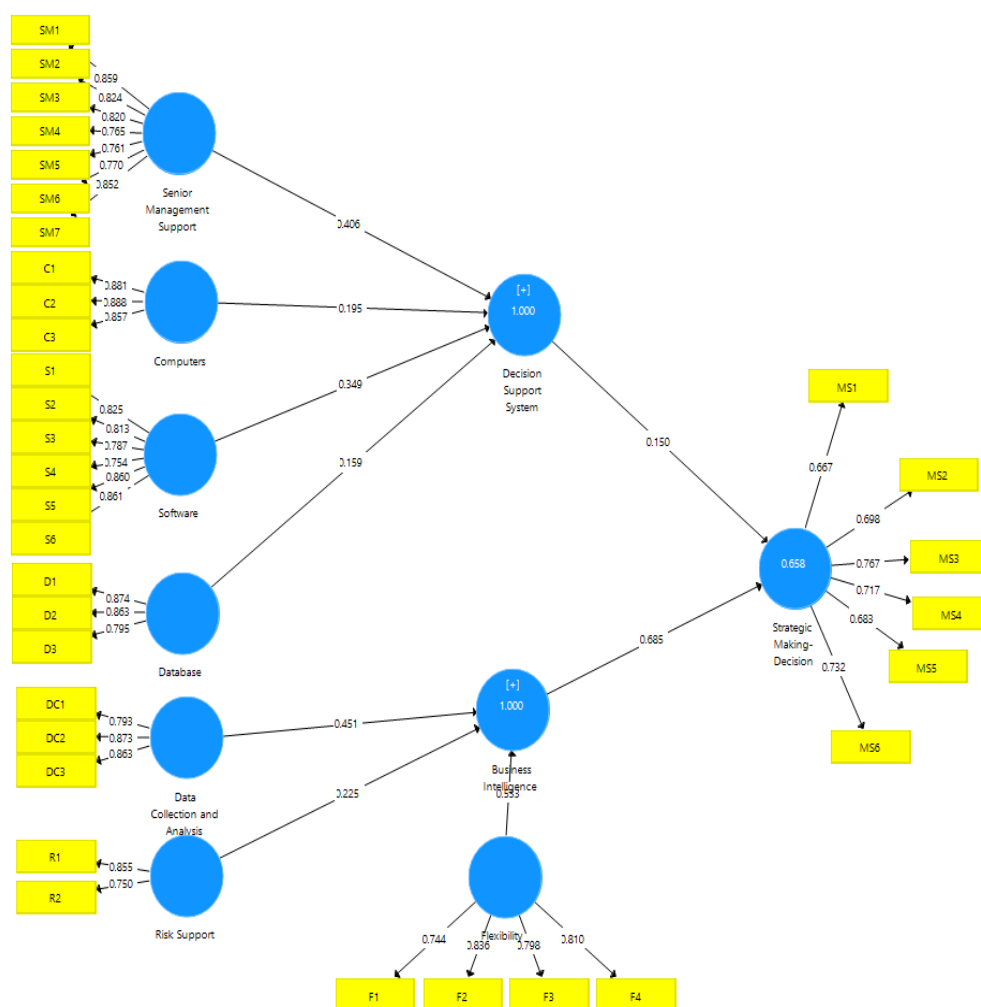 SM1
SM2
SM3
SM4
SM5
SM6
SM7
0.859
0.824
0.820
0.765
0.761
0.770
0.852
Senior
Management
Support
0.406
C1
C2
C3
0.881
0.888
0.857
Computers
0.195
[+]
1.000
Decision
Support
System
S1
S2
S3
S4
S5
S6
0.825
0.813
0.787
0.754
0.860
0.861
Software
0.349
0.159
0.150
D1
D2
D3
0.874
0.863
0.795
Database
MS1
MS2
MS3
MS4
MS5
MS6
0.667
0.698
0.767
0.717
0.683
0.732
0.658
Strategic
Making-
Decision
0.685
DC1
DC2
DC3
0.793
0.873
0.863
Data
Collection and
Analysis
0.451
[+]
1.000
Business
Intelligence
0.225
R1
R2
0.855
0.750
Risk Support
Flexibility
0.744
0.836
0.798
0.810
F1
F2
F3
F4